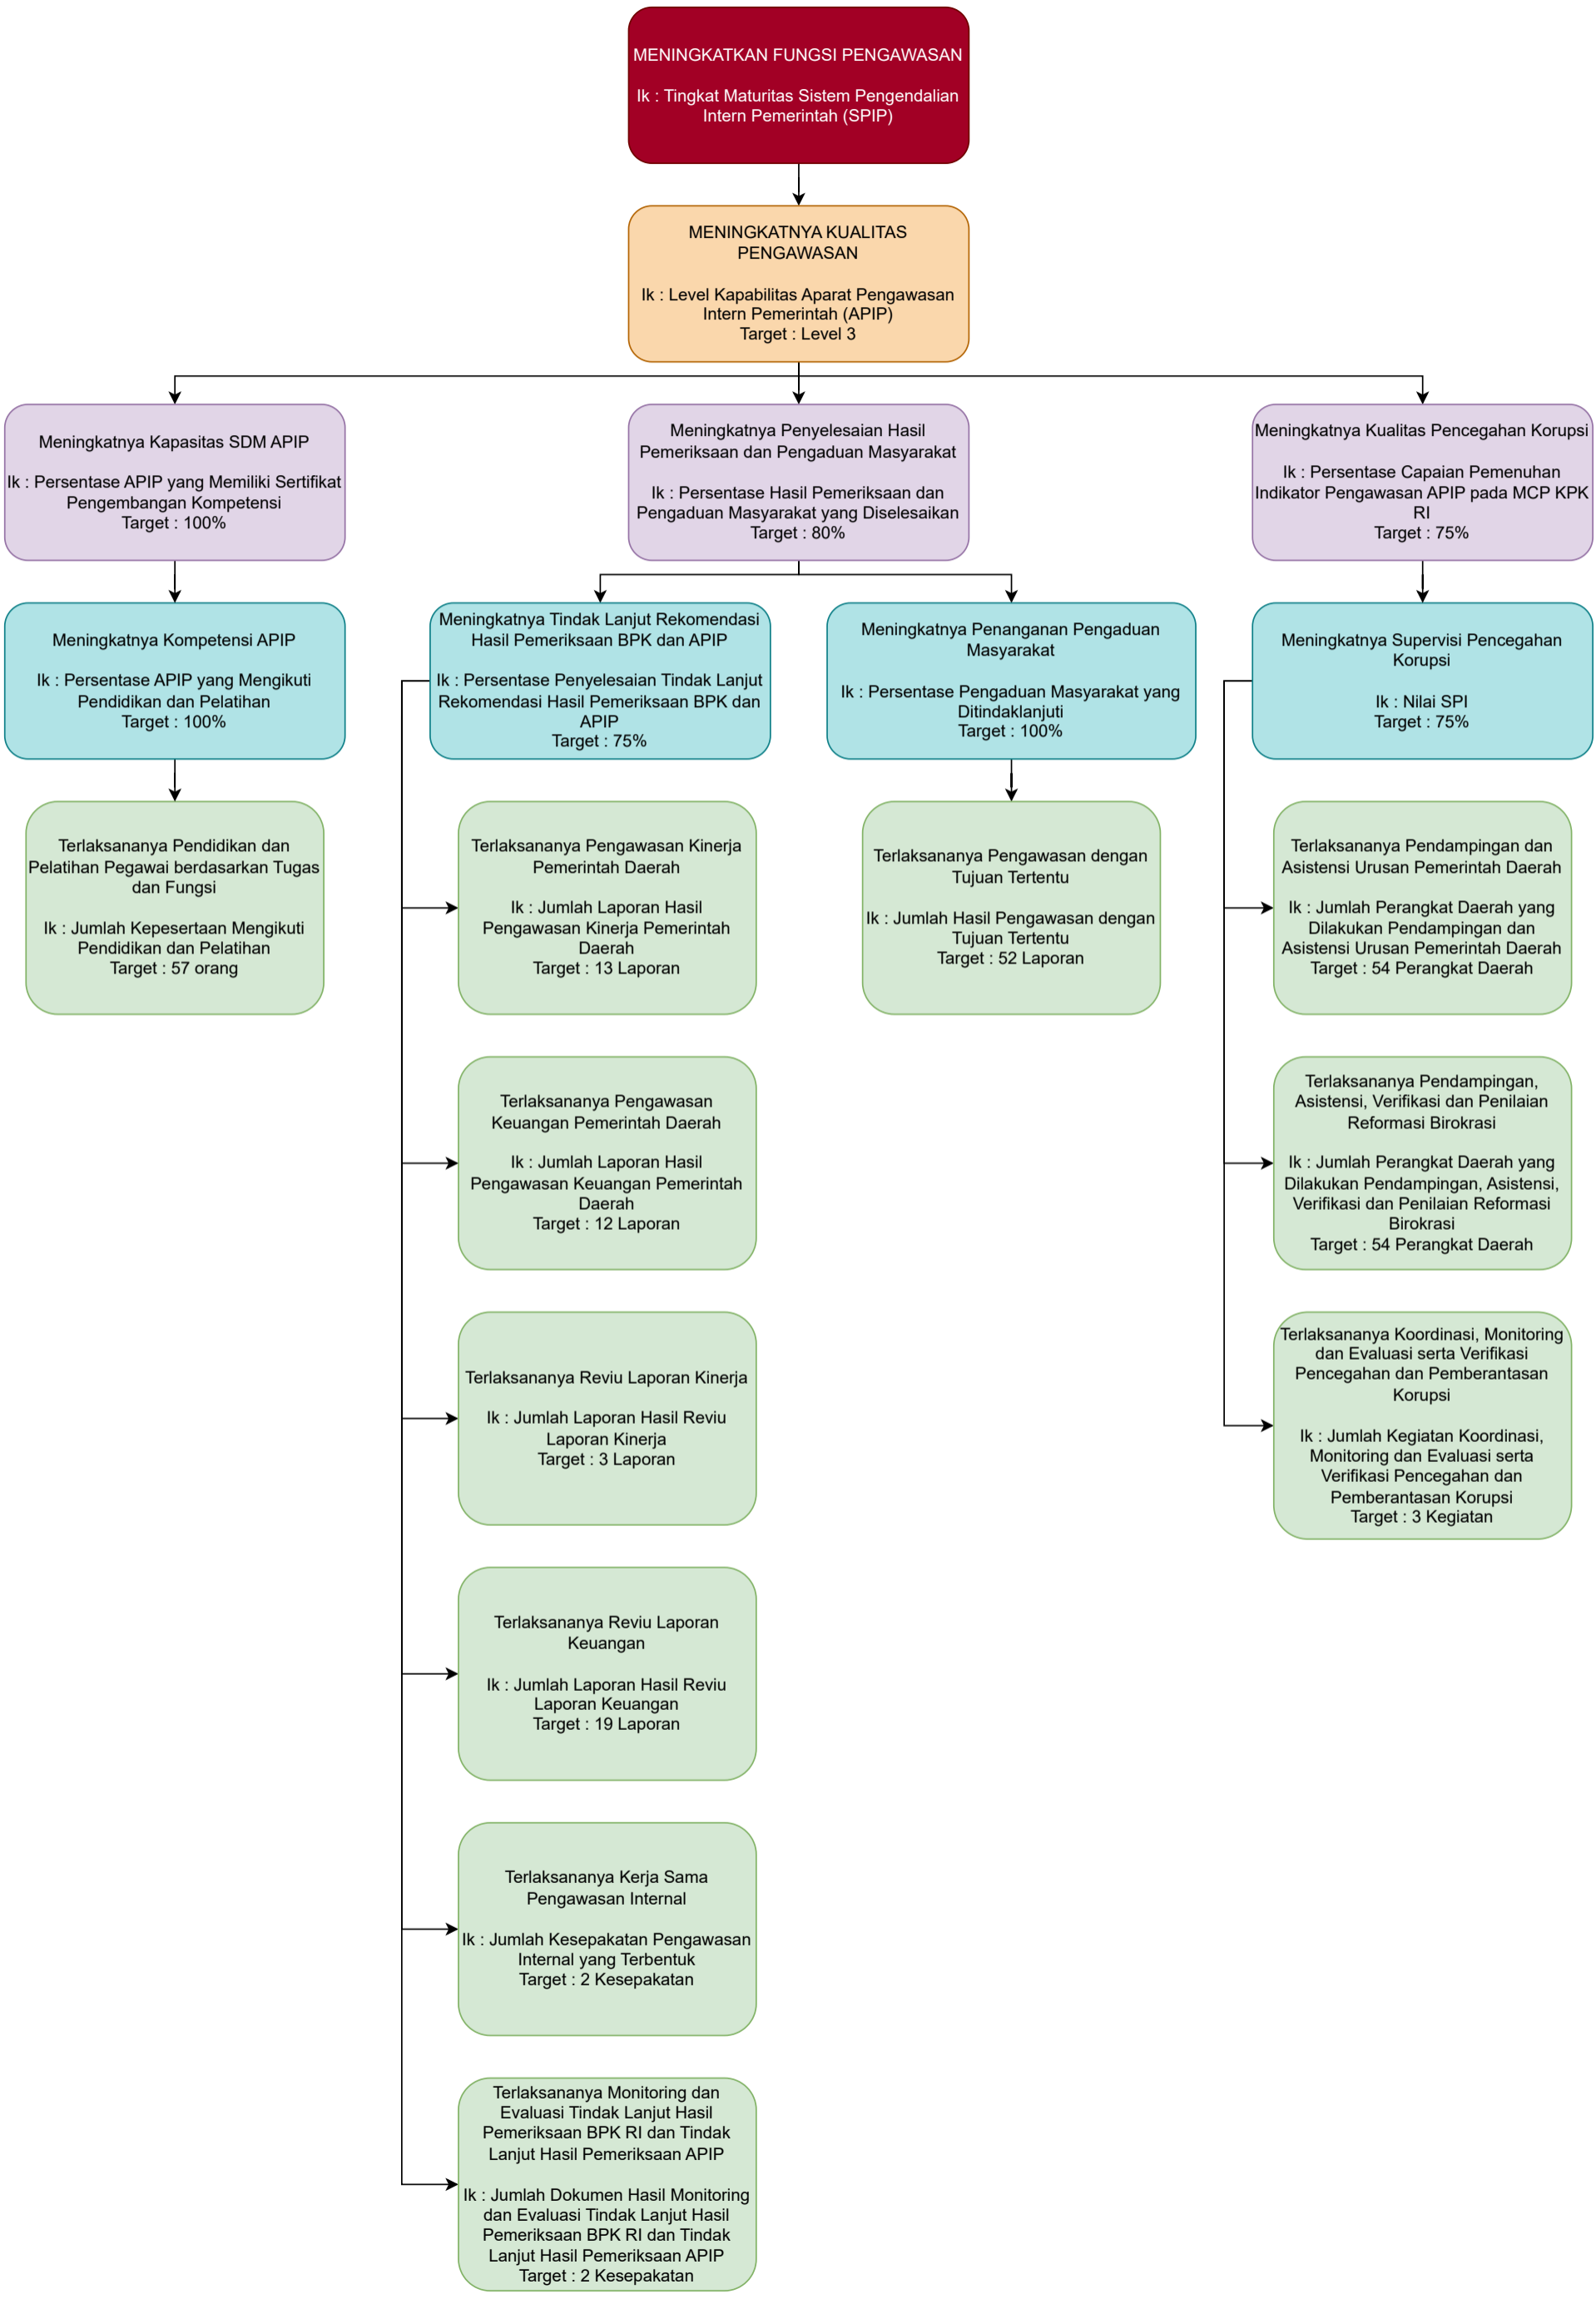 MENINGKATKAN FUNGSI PENGAWASAN
Ik : Tingkat Maturitas Sistem Pengendalian
Intern Pemerintah (SPIP)
MENINGKATNYA KUALITAS
PENGAWASAN
Ik : Level Kapabilitas Aparat Pengawasan
Intern Pemerintah (APIP)
Target : Level 3
Meningkatnya Kapasitas SDM APIP
Ik : Persentase APIP yang Memiliki Sertifikat
Pengembangan Kompetensi
Target : 100%
Meningkatnya Penyelesaian Hasil
Pemeriksaan dan Pengaduan Masyarakat
Ik : Persentase Hasil Pemeriksaan dan
Pengaduan Masyarakat yang Diselesaikan
Target : 80%
Meningkatnya Kualitas Pencegahan Korupsi
Ik : Persentase Capaian Pemenuhan
Indikator Pengawasan APIP pada MCP KPK
RI
Target : 75%
Meningkatnya Kompetensi APIP
Ik : Persentase APIP yang Mengikuti
Pendidikan dan Pelatihan
Target : 100%
Meningkatnya Tindak Lanjut Rekomendasi
Hasil Pemeriksaan BPK dan APIP
Ik : Persentase Penyelesaian Tindak Lanjut
Rekomendasi Hasil Pemeriksaan BPK dan
APIP
Target : 75%
Meningkatnya Penanganan Pengaduan
Masyarakat
Ik : Persentase Pengaduan Masyarakat yang
Ditindaklanjuti
Target : 100%
Meningkatnya Supervisi Pencegahan
Korupsi
Ik : Nilai SPI
Target : 75%
Terlaksananya Pendidikan dan
Pelatihan Pegawai berdasarkan Tugas
dan Fungsi
Ik : Jumlah Kepesertaan Mengikuti
Pendidikan dan Pelatihan
Target : 57 orang
Terlaksananya Pengawasan Kinerja
Pemerintah Daerah
Ik : Jumlah Laporan Hasil
Pengawasan Kinerja Pemerintah
Daerah
Target : 13 Laporan
Terlaksananya Pengawasan dengan
Tujuan Tertentu
Ik : Jumlah Hasil Pengawasan dengan
Tujuan Tertentu
Target : 52 Laporan
Terlaksananya Pendampingan dan
Asistensi Urusan Pemerintah Daerah
Ik : Jumlah Perangkat Daerah yang
Dilakukan Pendampingan dan
Asistensi Urusan Pemerintah Daerah
Target : 54 Perangkat Daerah
Terlaksananya Pengawasan
Keuangan Pemerintah Daerah
Ik : Jumlah Laporan Hasil
Pengawasan Keuangan Pemerintah
Daerah
Target : 12 Laporan
Terlaksananya Pendampingan,
Asistensi, Verifikasi dan Penilaian
Reformasi Birokrasi
Ik : Jumlah Perangkat Daerah yang
Dilakukan Pendampingan, Asistensi,
Verifikasi dan Penilaian Reformasi
Birokrasi
Target : 54 Perangkat Daerah
Terlaksananya Reviu Laporan Kinerja
Ik : Jumlah Laporan Hasil Reviu
Laporan Kinerja
Target : 3 Laporan
Terlaksananya Koordinasi, Monitoring
dan Evaluasi serta Verifikasi
Pencegahan dan Pemberantasan
Korupsi
Ik : Jumlah Kegiatan Koordinasi,
Monitoring dan Evaluasi serta
Verifikasi Pencegahan dan
Pemberantasan Korupsi
Target : 3 Kegiatan
Terlaksananya Reviu Laporan
Keuangan
Ik : Jumlah Laporan Hasil Reviu
Laporan Keuangan
Target : 19 Laporan
Terlaksananya Kerja Sama
Pengawasan Internal
Ik : Jumlah Kesepakatan Pengawasan
Internal yang Terbentuk
Target : 2 Kesepakatan
Terlaksananya Monitoring dan
Evaluasi Tindak Lanjut Hasil
Pemeriksaan BPK RI dan Tindak
Lanjut Hasil Pemeriksaan APIP
Ik : Jumlah Dokumen Hasil Monitoring
dan Evaluasi Tindak Lanjut Hasil
Pemeriksaan BPK RI dan Tindak
Lanjut Hasil Pemeriksaan APIP
Target : 2 Kesepakatan